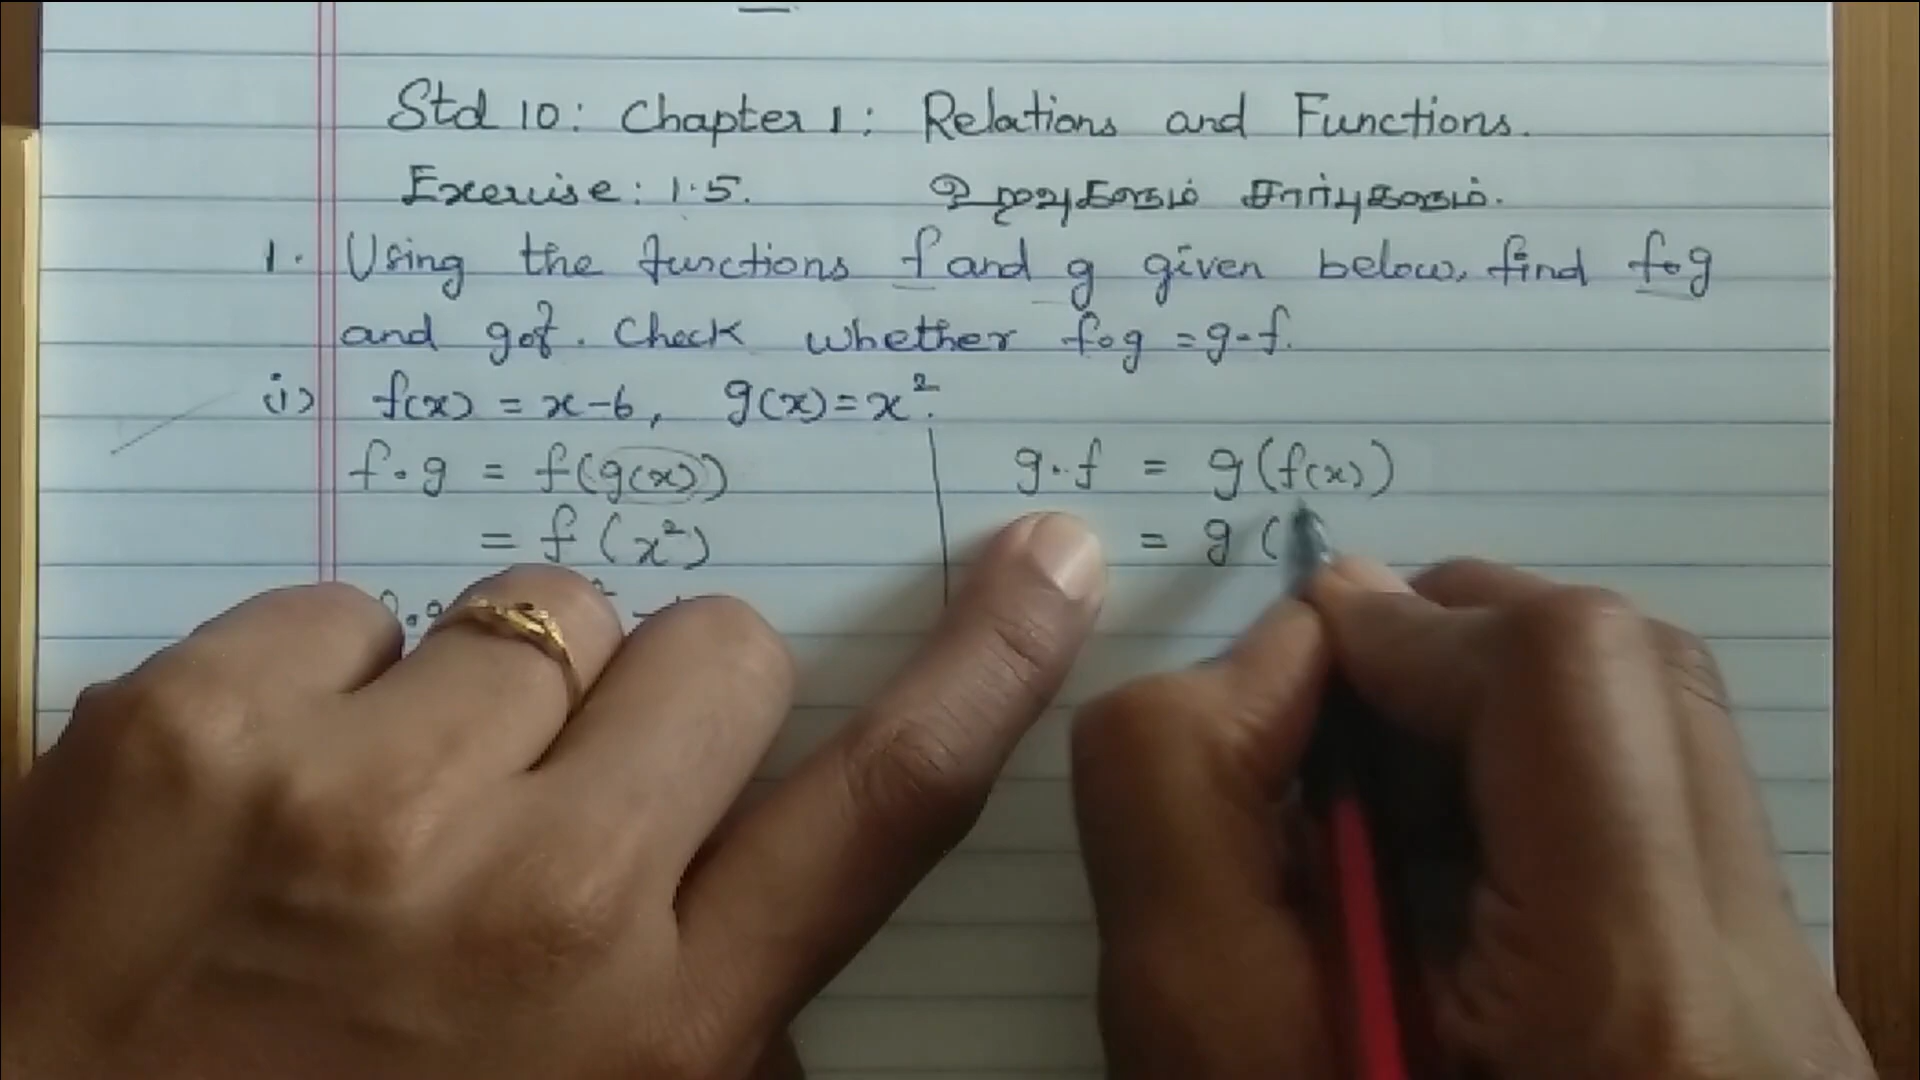 Std 10: Chapter 1: Relations and Functions.
Exercise: 1.5. உறவுகளும் சார்புகளும்.
1. Using the functions f and g given below, find fog
and gof. Check whether fog = g∘f.
(i) f(x) = x-6, g(x) = x².
f∘g = f(g(x)) g∘f = g(f(x))
= f(x²) = g(